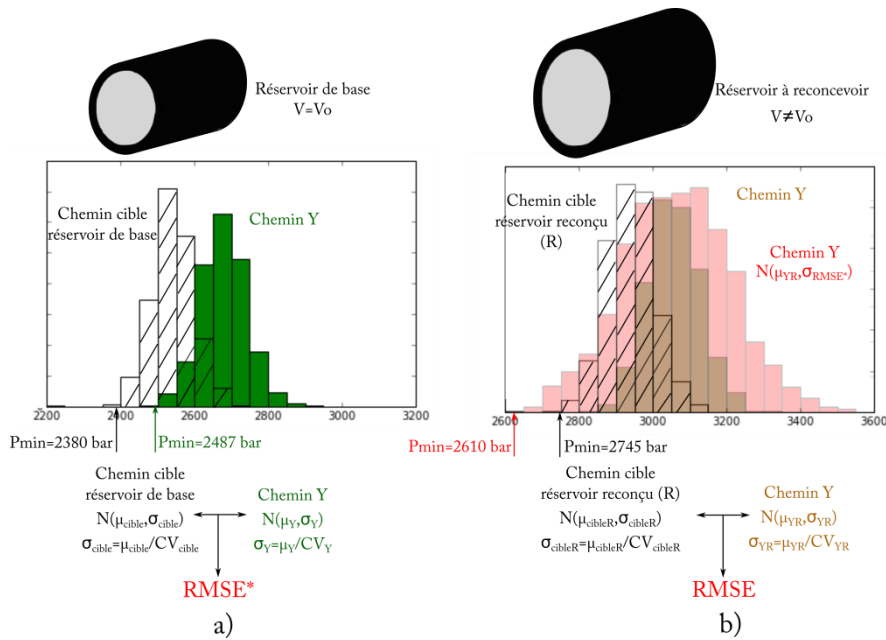 Réservoir de base
V=Vo
Chemin cible
réservoir de base
Chemin Y
2200 2400 2600 2800 3000 3200
Pmin=2380 bar
Pmin=2487 bar
Chemin cible
réservoir de base
N(μcible,σcible)
σcible=μcible/CVcible
Chemin Y
N(μY,σY)
σY=μY/CVY
RMSE*
a)
Réservoir à reconcevoir
V≠Vo
Chemin cible
réservoir reconçu
(R)
Chemin Y
Chemin Y
N(μYR,σRMSE*)
2600 2800 3000 3200 3400 3600
Pmin=2610 bar
Pmin=2745 bar
Chemin cible
réservoir reconçu (R)
N(μcibleR,σcibleR)
σcibleR=μcibleR/CVcibleR
Chemin Y
N(μYR,σYR)
σYR=μYR/CVYR
RMSE
b)